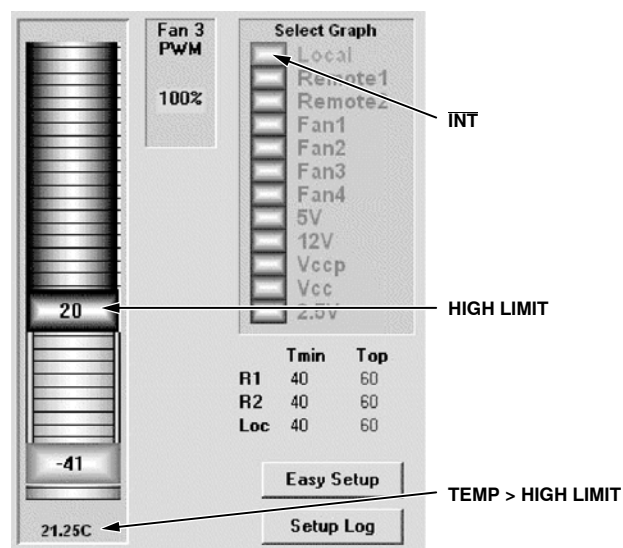 Fan 3
PWM
100%
Select Graph
Local
Remote1
Remote2
Fan1
Fan2
Fan3
Fan4
5V
12V
Vccp
Vcc
2.5V
INT
20
HIGH LIMIT
Tmin Top
R1 40 60
R2 40 60
Loc 40 60
-41
Easy Setup
TEMP > HIGH LIMIT
21.25C
Setup Log